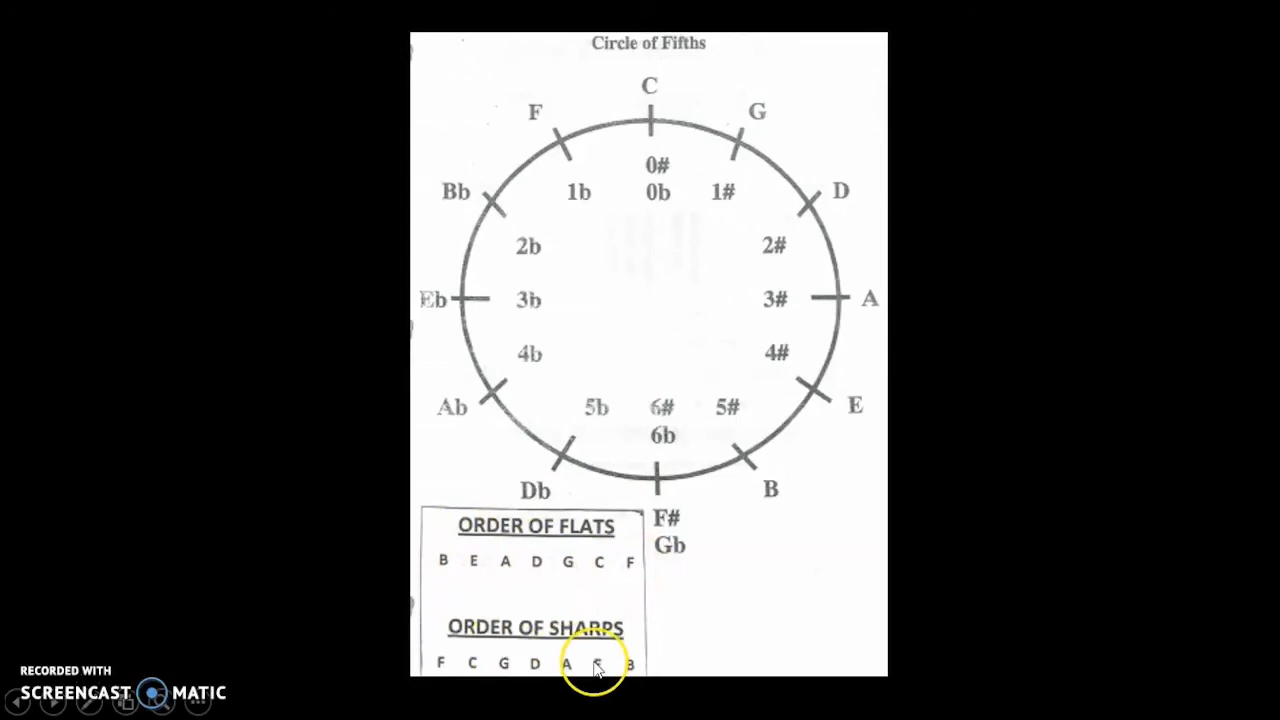 Circle of Fifths
C
F
G
0#
Bb
1b
0b
1#
D
2b
2#
Eb
3b
3#
A
4b
4#
Ab
5b
6#
5#
E
6b
Db
B
F#
Gb
ORDER OF FLATS
B E A D G C F
ORDER OF SHARPS
F C G D A B
RECORDED WITH
SCREENCAST MATIC